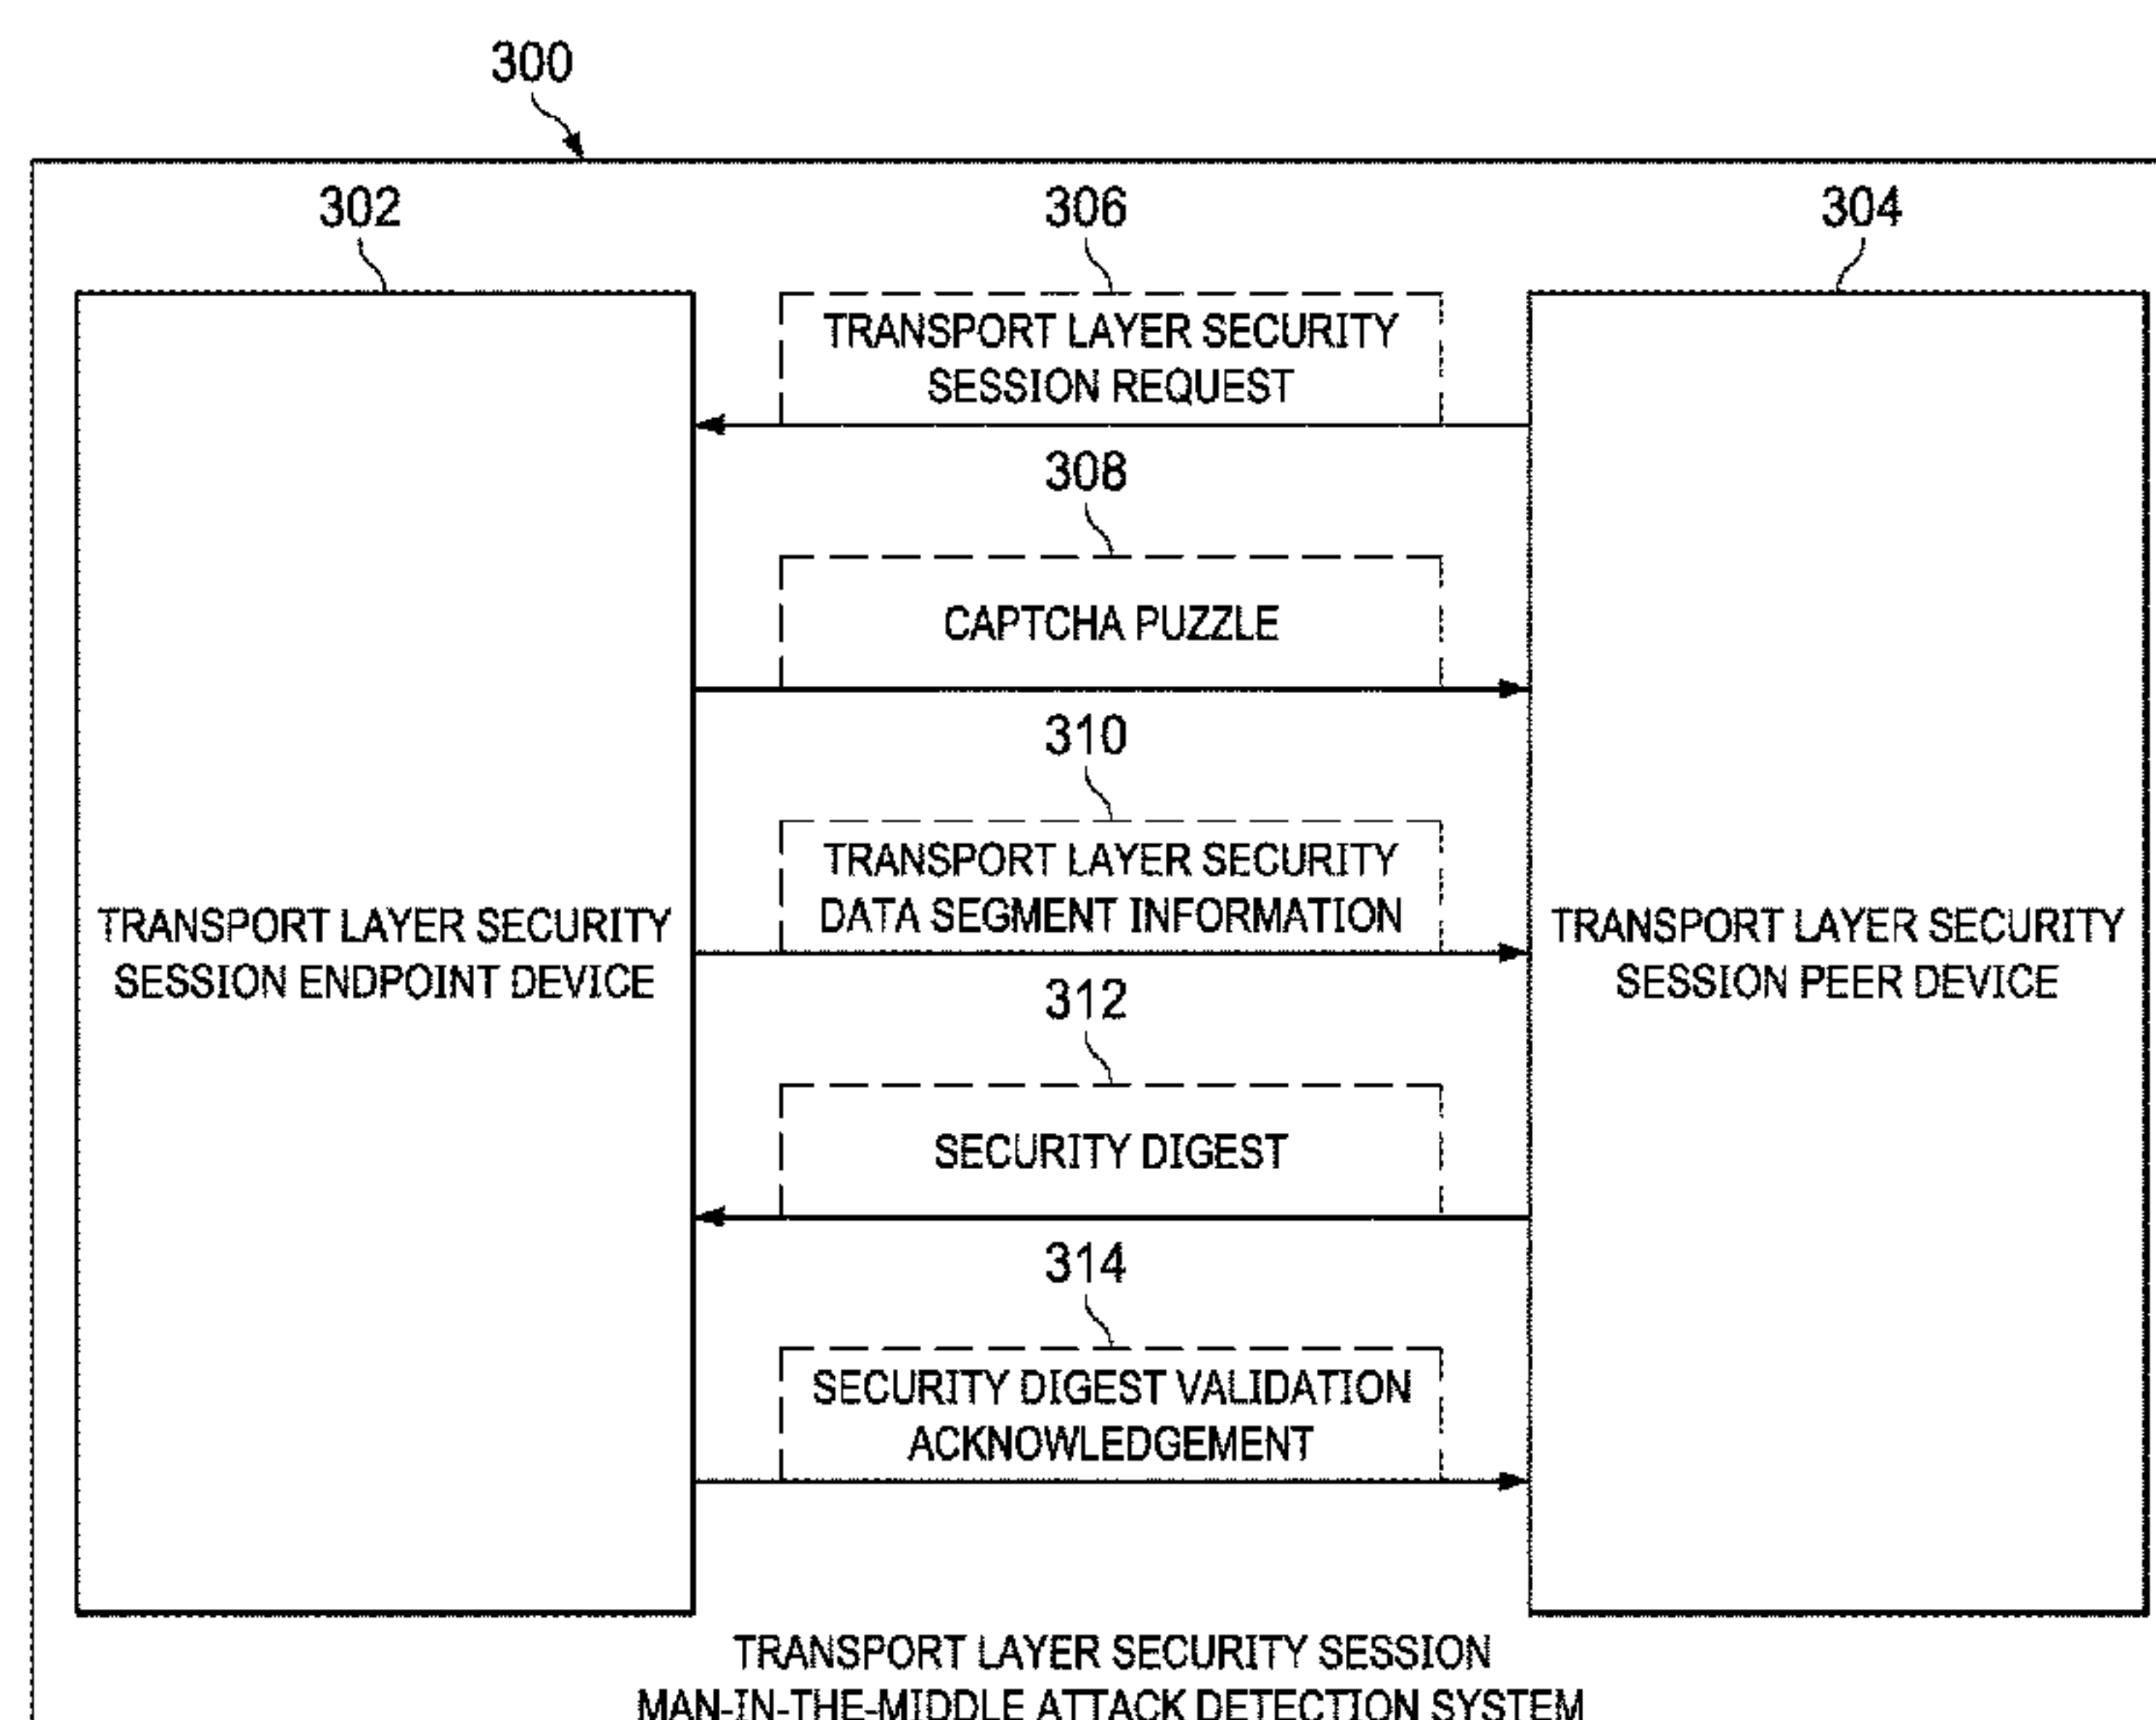 300
302
306
304
TRANSPORT LAYER SECURITY
SESSION REQUEST
308
CAPTCHA PUZZLE
310
TRANSPORT LAYER SECURITY
DATA SEGMENT INFORMATION
TRANSPORT LAYER SECURITY
SESSION ENDPOINT DEVICE
TRANSPORT LAYER SECURITY
SESSION PEER DEVICE
312
SECURITY DIGEST
314
SECURITY DIGEST VALIDATION
ACKNOWLEDGEMENT
TRANSPORT LAYER SECURITY SESSION
MAN-IN-THE-MIDDLE ATTACK DETECTION SYSTEM